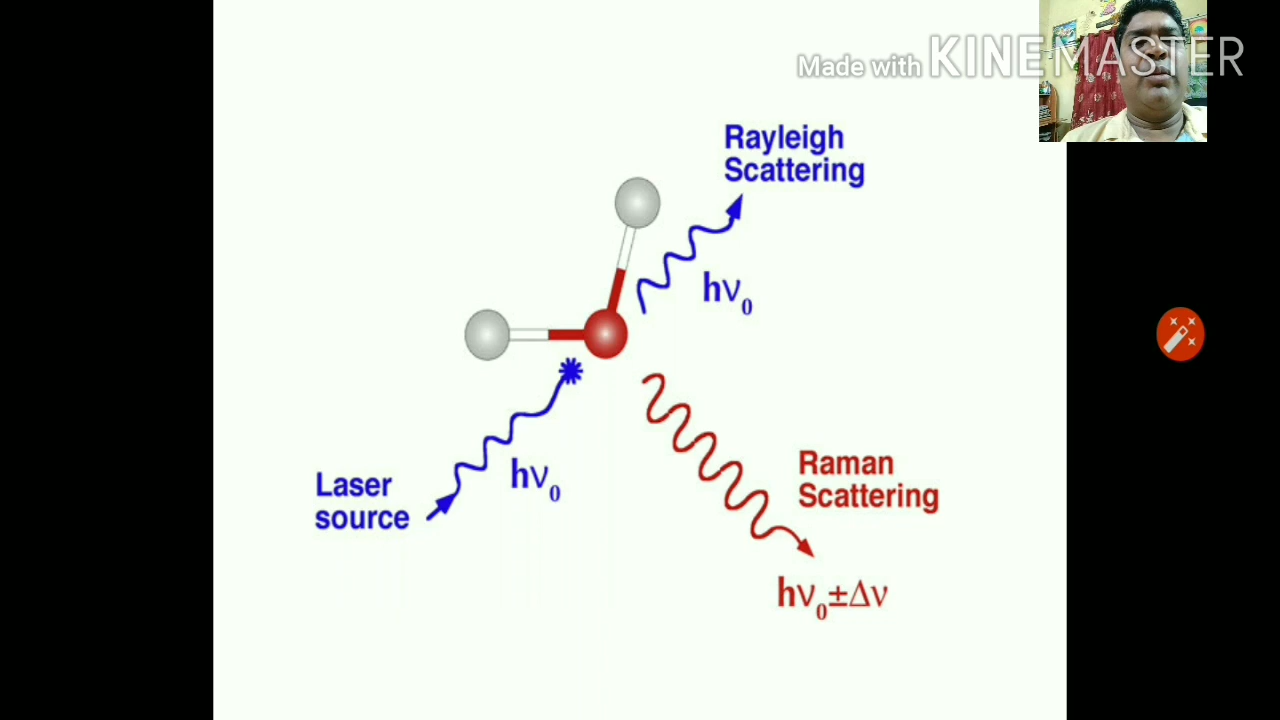 Made with KINEMASTER
Rayleigh
Scattering
hν₀
Laser
source
hν₀
Raman
Scattering
hν₀±Δν